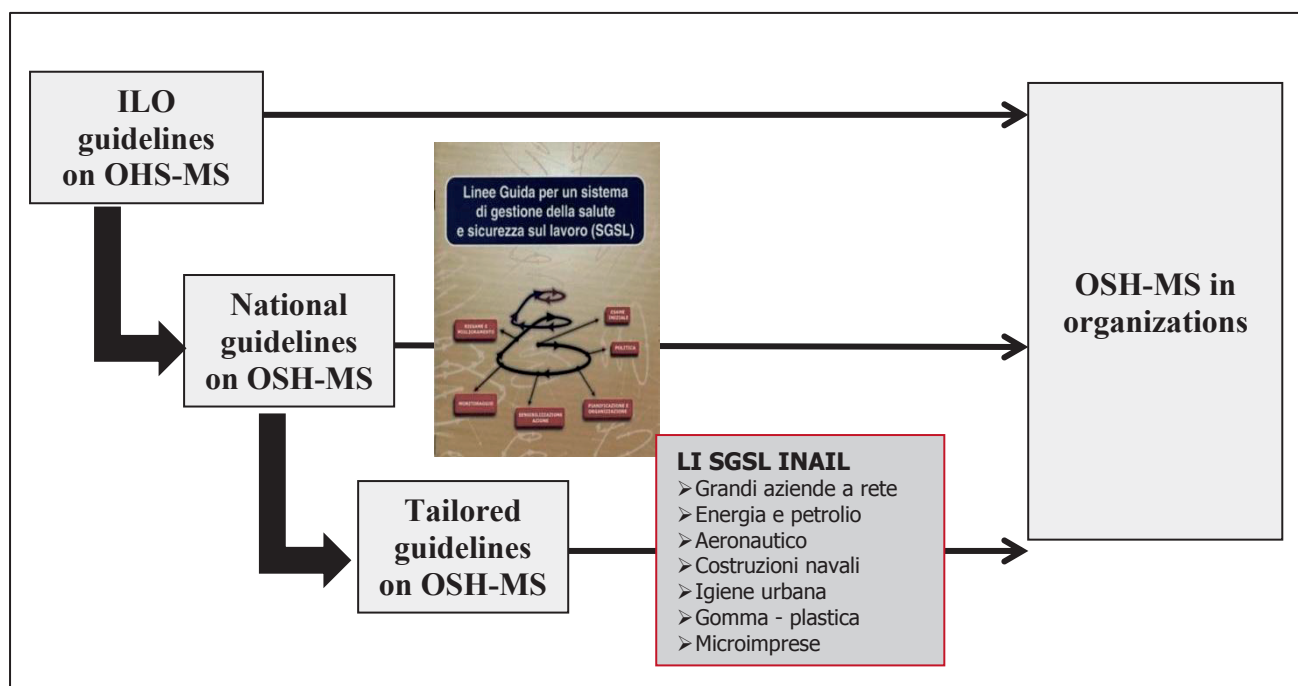 ILO
guidelines
on OHS-MS
Linee Guida per un sistema
di gestione della salute
e sicurezza sul lavoro (SGSL)
OSH-MS in
organizations
National
guidelines
on OSH-MS
RIESAME E
MIGLIORAMENTO
ESAME
INIZIALE
POLITICA
MONITORAGGIO
SENSIBILIZZAZIONE
AZIONE
PIANIFICAZIONE E
ORGANIZZAZIONE
Tailored
guidelines
on OSH-MS
LI SGSL INAIL
➢Grandi aziende a rete
➢Energia e petrolio
➢Aeronautico
➢Costruzioni navali
➢Igiene urbana
➢Gomma - plastica
➢Microimprese